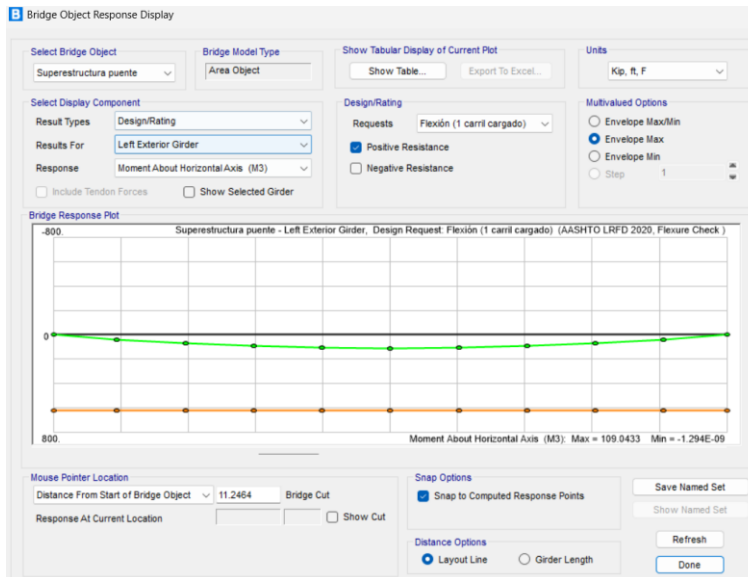 B Bridge Object Response Display
Select Bridge Object
Superestructura puente
Bridge Model Type
Area Object
Show Tabular Display of Current Plot
Show Table...
Export To Excel...
Units
Kip, ft, F
Select Display Component
Result Types
Design/Rating
Results For
Left Exterior Girder
Response
Moment About Horizontal Axis (M3)
Include Tendon Forces
Show Selected Girder
Design/Rating
Requests
Flexión (1 carril cargado)
Positive Resistance
Negative Resistance
Multivalued Options
Envelope Max/Min
Envelope Max
Envelope Min
Step
1
Bridge Response Plot
-800.
Superestructura puente - Left Exterior Girder, Design Request: Flexión (1 carril cargado) (AASHTO LRFD 2020, Flexure Check )
0
800.
Moment About Horizontal Axis (M3): Max = 109.0433 Min = -1.294E-09
Mouse Pointer Location
Distance From Start of Bridge Object
11.2464
Bridge Cut
Response At Current Location
Show Cut
Snap Options
Snap to Computed Response Points
Distance Options
Layout Line
Girder Length
Save Named Set
Show Named Set
Refresh
Done